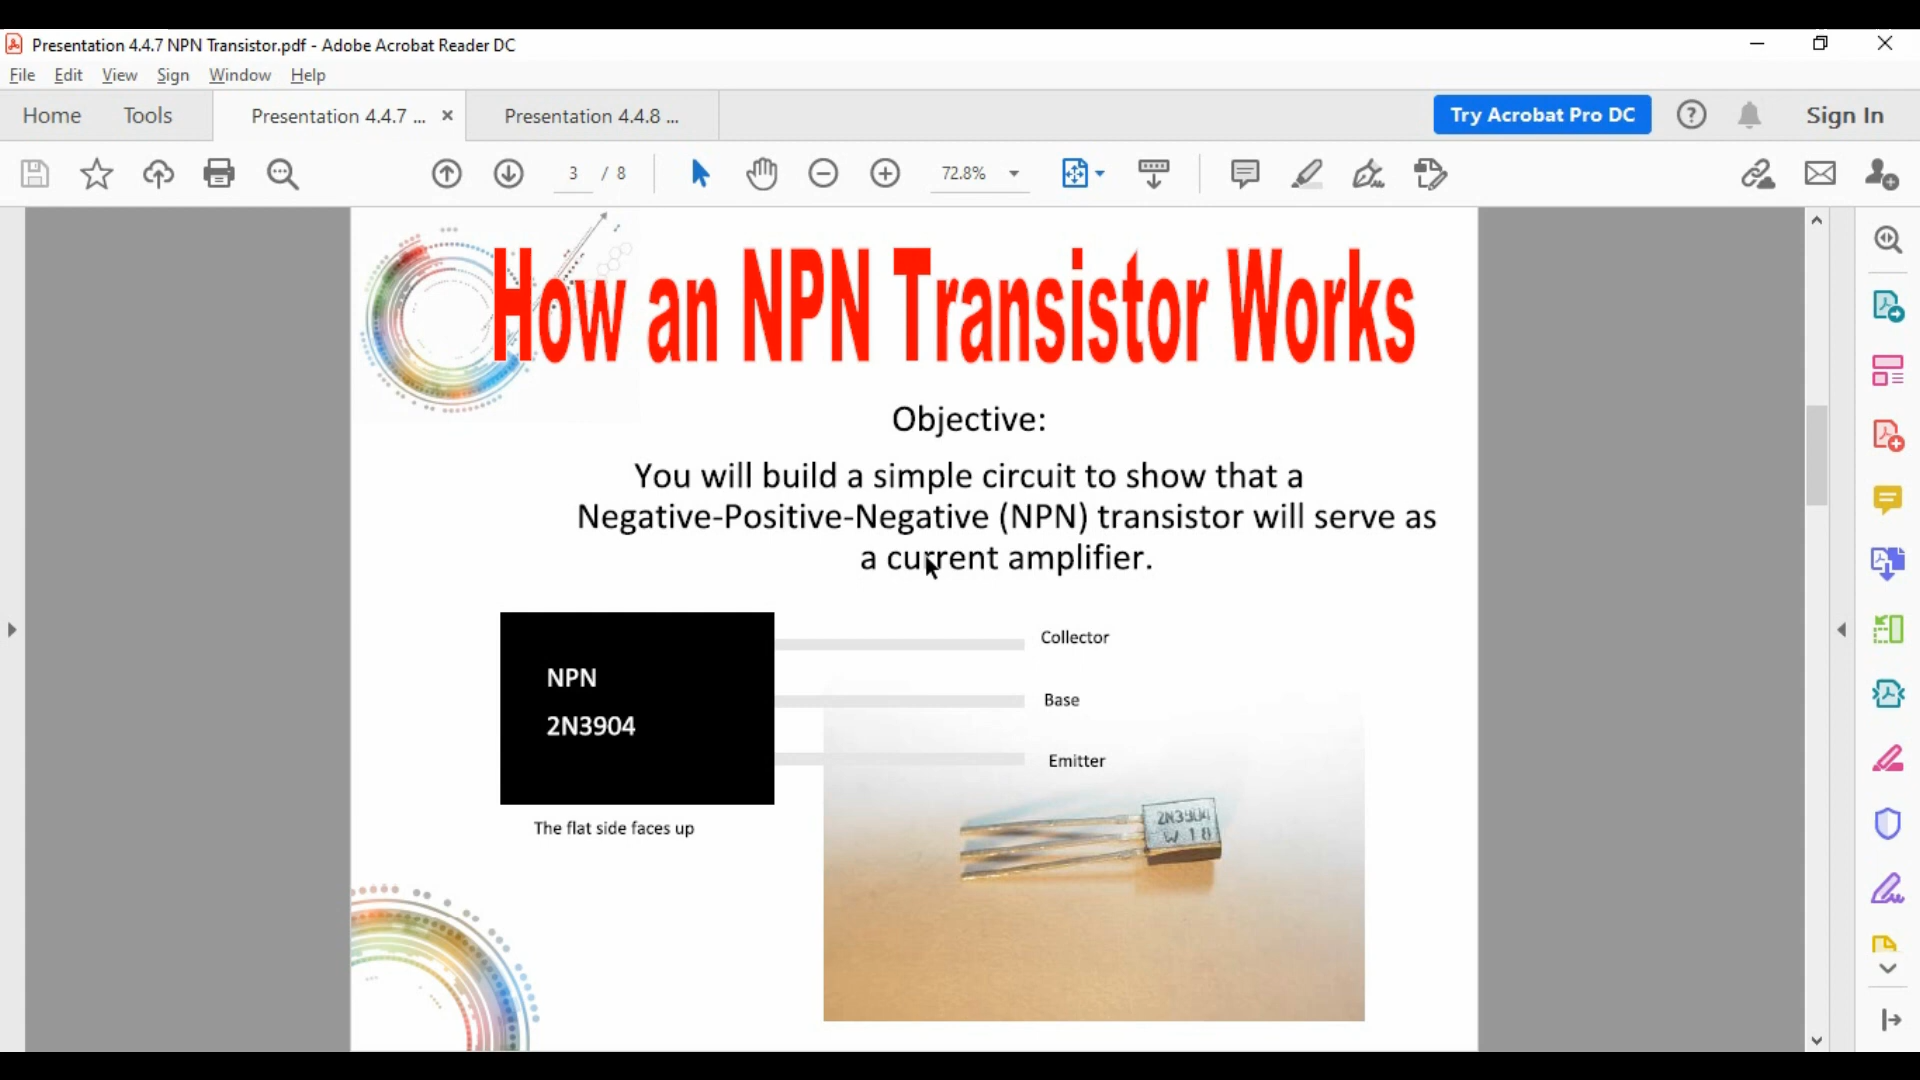 Presentation 4.4.7 NPN Transistor.pdf - Adobe Acrobat Reader DC
File Edit View Sign Window Help
Home Tools Presentation 4.4.7 ... Presentation 4.4.8 ... Try Acrobat Pro DC Sign In
3 / 8 72.8%
How an NPN Transistor Works
Objective:
You will build a simple circuit to show that a
Negative-Positive-Negative (NPN) transistor will serve as
a current amplifier.
Collector
NPN
Base
2N3904
Emitter
2N3904
W 18
The flat side faces up